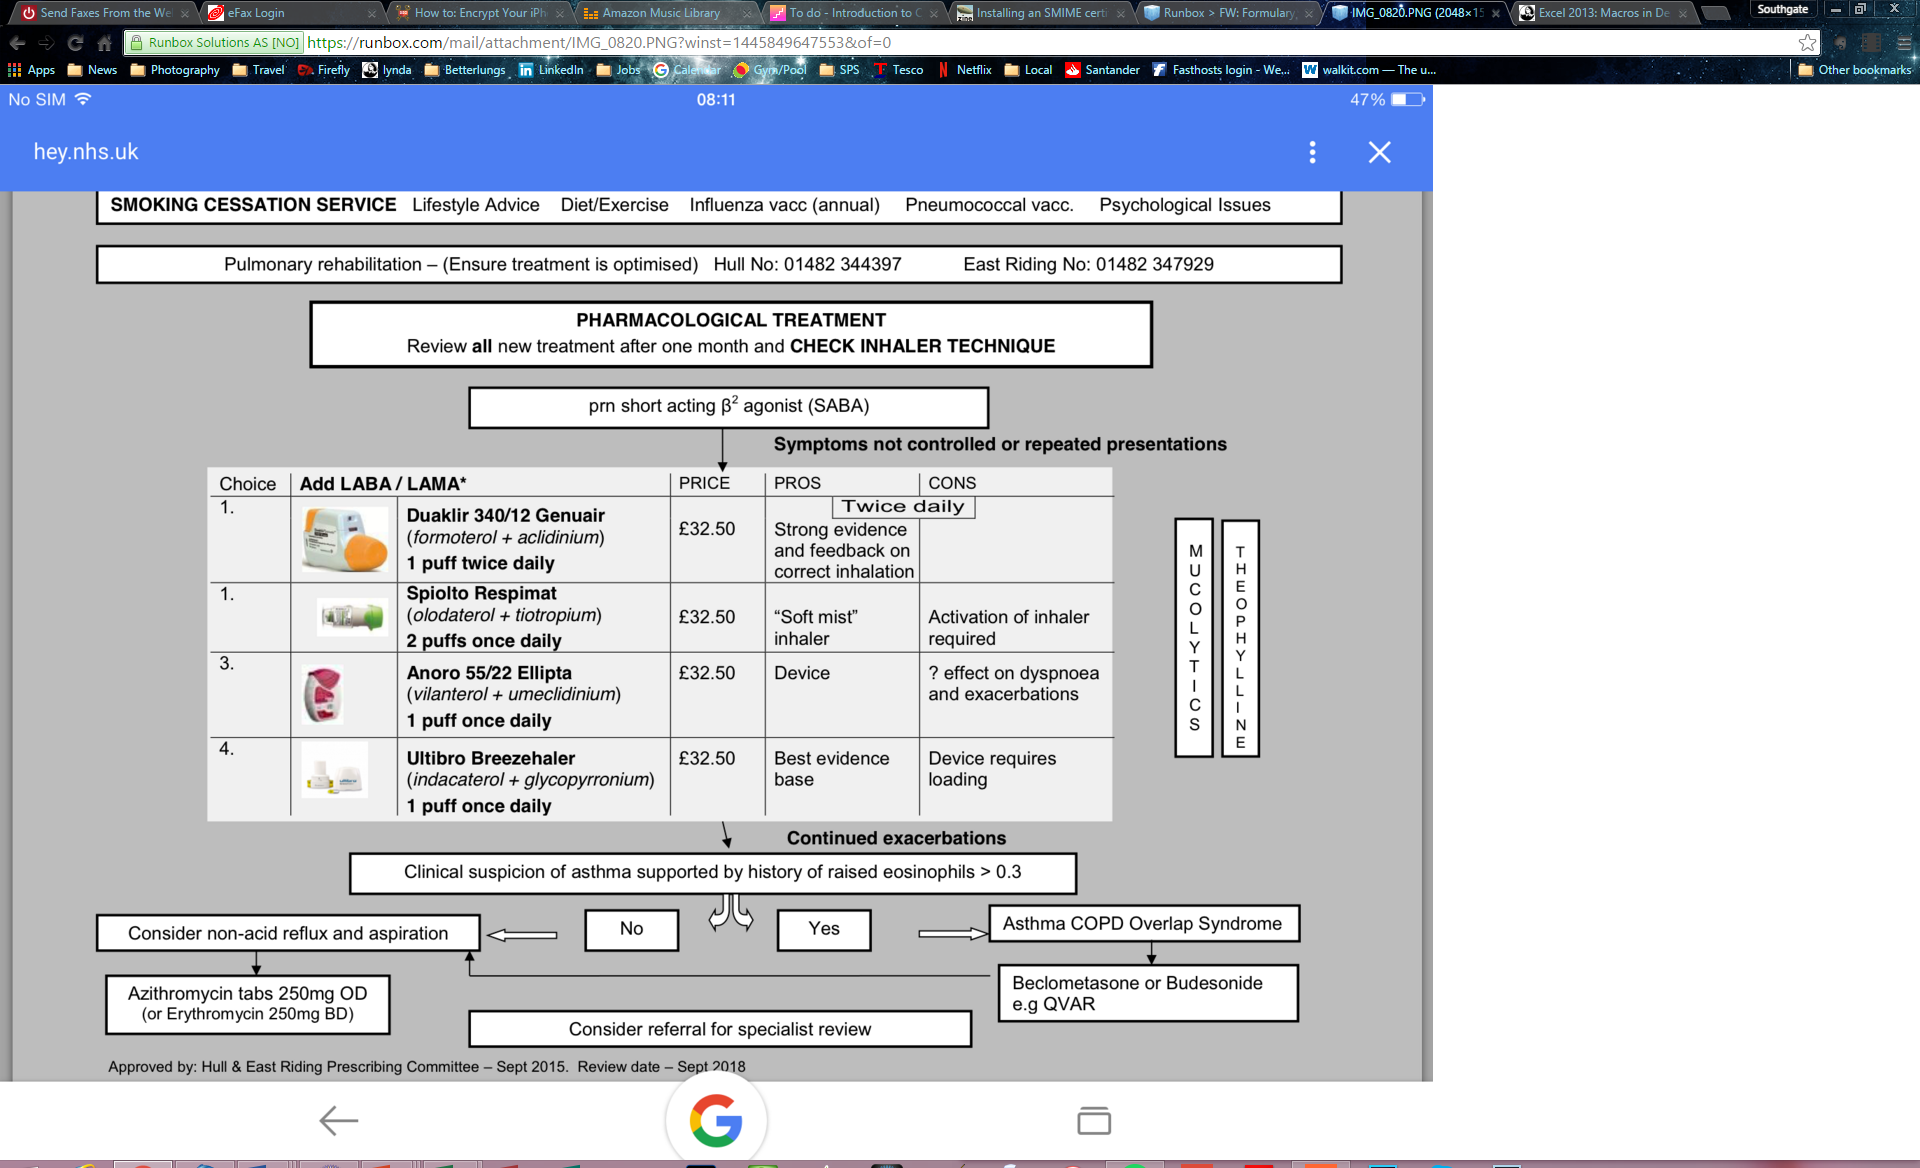 Send Faxes From the We
eFax Login
How to: Encrypt Your iPh
Amazon Music Library
To do - Introduction to C
Installing an SMIME certi
Runbox > FW: Formulary
IMG_0820.PNG (2048×15
Excel 2013: Macros in De
Southgate
Runbox Solutions AS [NO] https://runbox.com/mail/attachment/IMG_0820.PNG?winst=1445849647553&of=0
Apps News Photography Travel Firefly lynda Betterlungs LinkedIn Jobs Calendar Gym/Pool SPS Tesco Netflix Local Santander Fasthosts login - We... walkit.com — The u... Other bookmarks
No SIM 08:11 47%
hey.nhs.uk
SMOKING CESSATION SERVICE Lifestyle Advice Diet/Exercise Influenza vacc (annual) Pneumococcal vacc. Psychological Issues
Pulmonary rehabilitation – (Ensure treatment is optimised) Hull No: 01482 344397 East Riding No: 01482 347929
PHARMACOLOGICAL TREATMENT
Review all new treatment after one month and CHECK INHALER TECHNIQUE
prn short acting β² agonist (SABA)
Symptoms not controlled or repeated presentations
Choice Add LABA / LAMA* PRICE PROS CONS
Twice daily
1.
Duaklir 340/12 Genuair
(formoterol + aclidinium)
1 puff twice daily
£32.50
Strong evidence
and feedback on
correct inhalation
1.
Spiolto Respimat
(olodaterol + tiotropium)
2 puffs once daily
£32.50
“Soft mist”
inhaler
Activation of inhaler
required
3.
Anoro 55/22 Ellipta
(vilanterol + umeclidinium)
1 puff once daily
£32.50
Device
? effect on dyspnoea
and exacerbations
4.
Ultibro Breezehaler
(indacaterol + glycopyrronium)
1 puff once daily
£32.50
Best evidence
base
Device requires
loading
MUCOLYTICS
THEOPHYLLINE
Continued exacerbations
Clinical suspicion of asthma supported by history of raised eosinophils > 0.3
No
Yes
Consider non-acid reflux and aspiration
Asthma COPD Overlap Syndrome
Azithromycin tabs 250mg OD
(or Erythromycin 250mg BD)
Beclometasone or Budesonide
e.g QVAR
Consider referral for specialist review
Approved by: Hull & East Riding Prescribing Committee – Sept 2015. Review date – Sept 2018